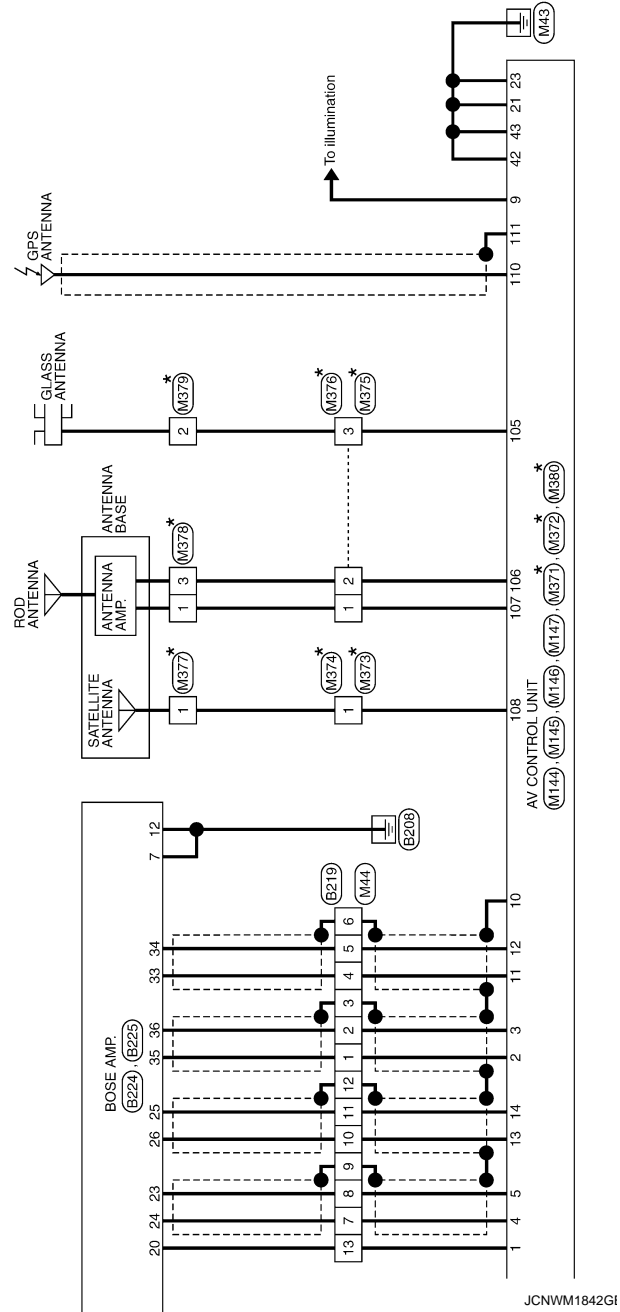 ROD
ANTENNA
GLASS
ANTENNA
GPS
ANTENNA
SATELLITE
ANTENNA
ANTENNA
AMP.
ANTENNA
BASE
To illumination
M43
BOSE AMP.
B224 , B225
20 24 23 26 25 35 36 33 34 7 12
* M377
1
* M378
1 3
* M379
2
B219
M44
13 7 8 9 10 11 12 1 2 3 4 5 6
B208
* M374
* M373
1
1 2
* M376
* M375
3
1 4 5 13 14 2 3 11 12 10 108 107 106 105 110 111 9 42 43 21 23
AV CONTROL UNIT
M144 , M145 , M146 , M147 , * M371 , * M372 , * M380
JCNWM1842GE